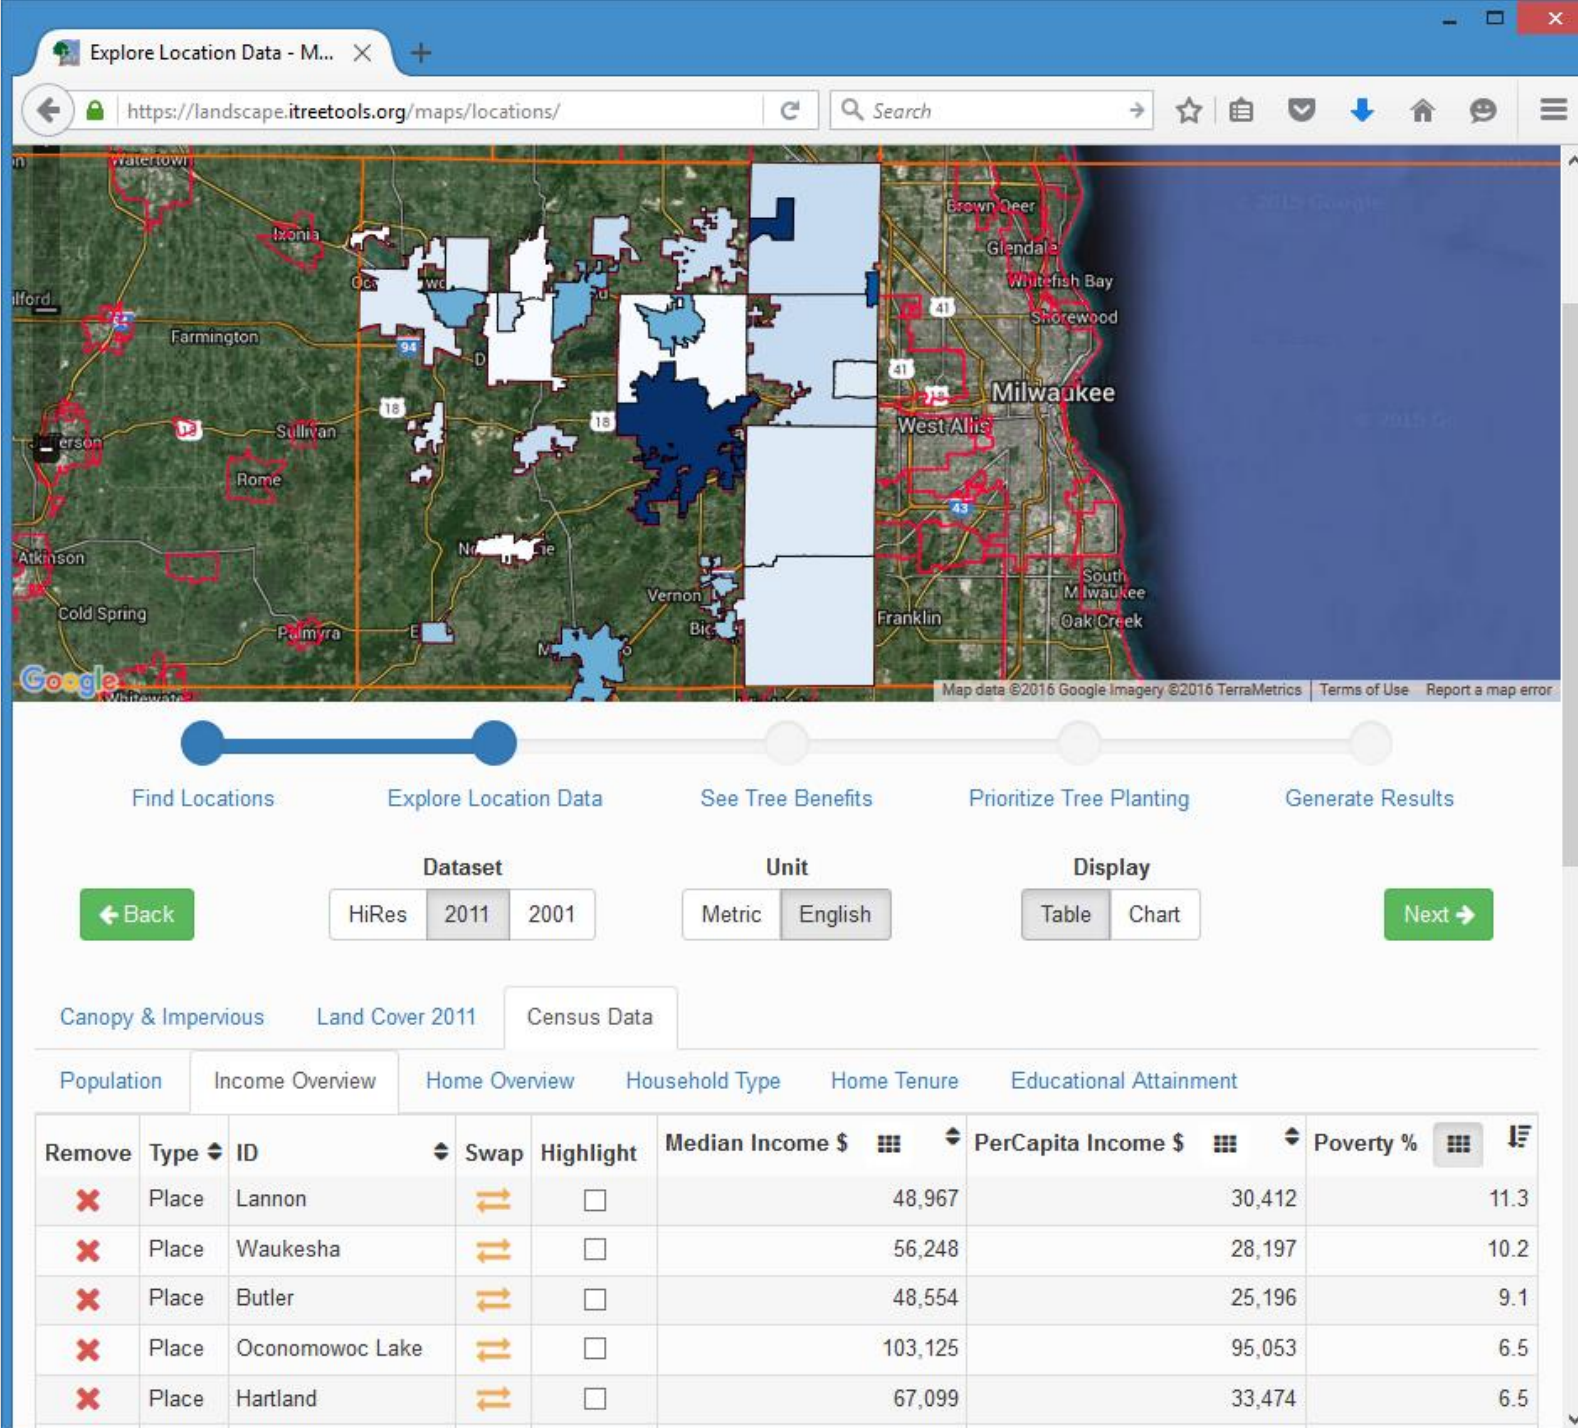 Explore Location Data - M...
https://landscape.itreetools.org/maps/locations/
Search
Watertown
Brown Deer
Ixonia
Glendale
Whitefish Bay
41
Shorewood
Farmington
94
41
Milwaukee
18
18
West Allis
Sullivan
Rome
43
Atkinson
South
Milwaukee
Vernon
Cold Spring
Franklin
Oak Creek
Palmyra
Google
Map data ©2016 Google Imagery ©2016 TerraMetrics Terms of Use Report a map error
Find Locations Explore Location Data See Tree Benefits Prioritize Tree Planting Generate Results
Dataset Unit Display
Back HiRes 2011 2001 Metric English Table Chart Next
Canopy & Impervious Land Cover 2011 Census Data
Population Income Overview Home Overview Household Type Home Tenure Educational Attainment
Remove Type ID Swap Highlight Median Income $ PerCapita Income $ Poverty %
Place Lannon 48,967 30,412 11.3
Place Waukesha 56,248 28,197 10.2
Place Butler 48,554 25,196 9.1
Place Oconomowoc Lake 103,125 95,053 6.5
Place Hartland 67,099 33,474 6.5